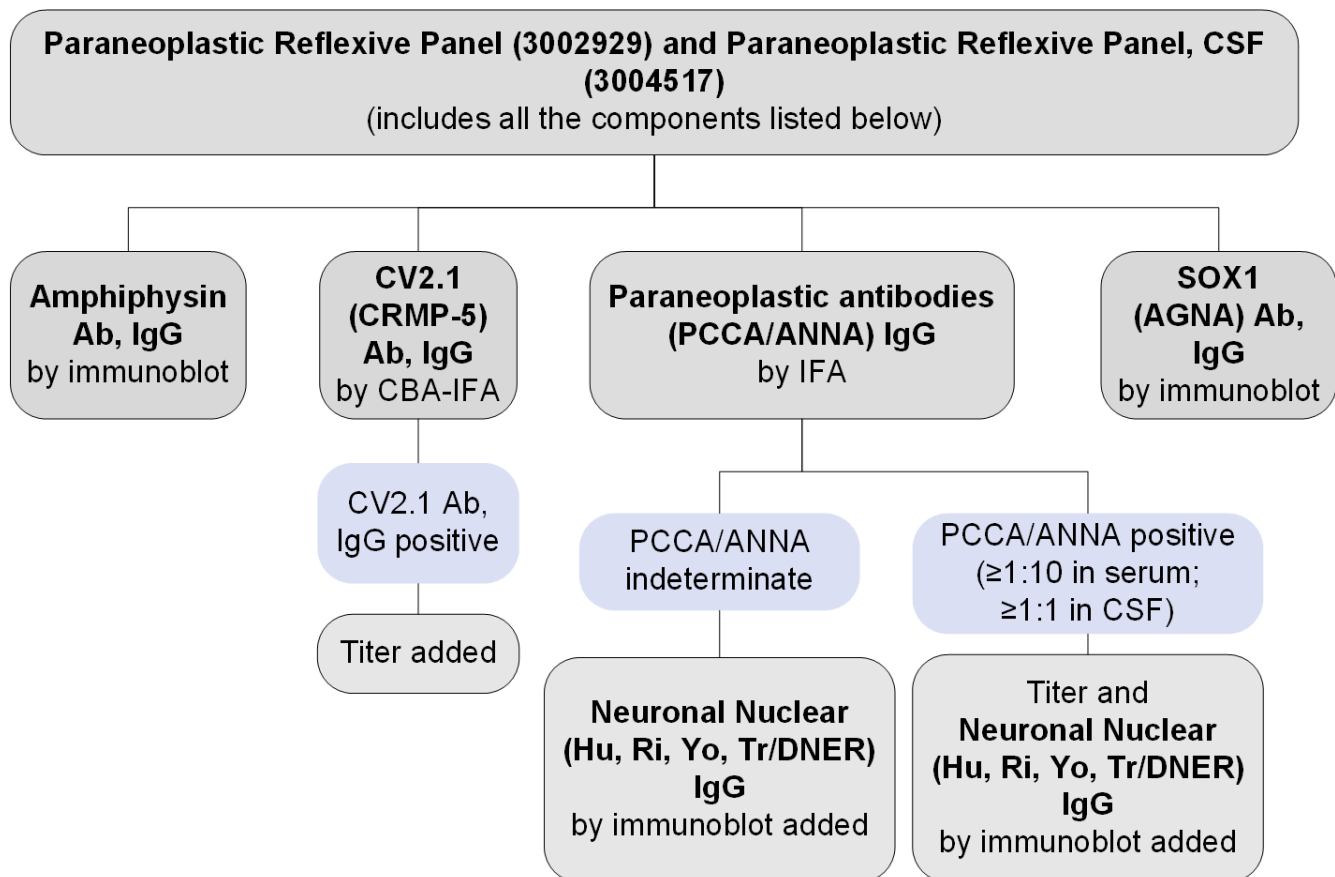 Paraneoplastic Reflexive Panel (3002929) and Paraneoplastic Reflexive Panel, CSF
(3004517)
(includes all the components listed below)
Amphiphysin
Ab, IgG
by immunoblot
CV2.1
(CRMP-5)
Ab, IgG
by CBA-IFA
Paraneoplastic antibodies
(PCCA/ANNA) IgG
by IFA
SOX1
(AGNA) Ab,
IgG
by immunoblot
CV2.1 Ab,
IgG positive
PCCA/ANNA
indeterminate
PCCA/ANNA positive
(≥1:10 in serum;
≥1:1 in CSF)
Titer added
Neuronal Nuclear
(Hu, Ri, Yo, Tr/DNER)
IgG
by immunoblot added
Titer and
Neuronal Nuclear
(Hu, Ri, Yo, Tr/DNER)
IgG
by immunoblot added